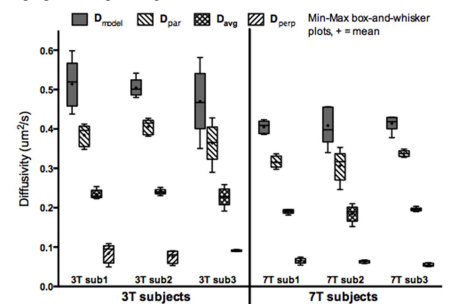 D_model D_par D_avg D_perp
Min-Max box-and-whisker
plots, + = mean
Diffusivity (um²/s)
0.6
0.5
0.4
0.3
0.2
0.1
0.0
3T sub1 3T sub2 3T sub3 7T sub1 7T sub2 7T sub3
3T subjects 7T subjects